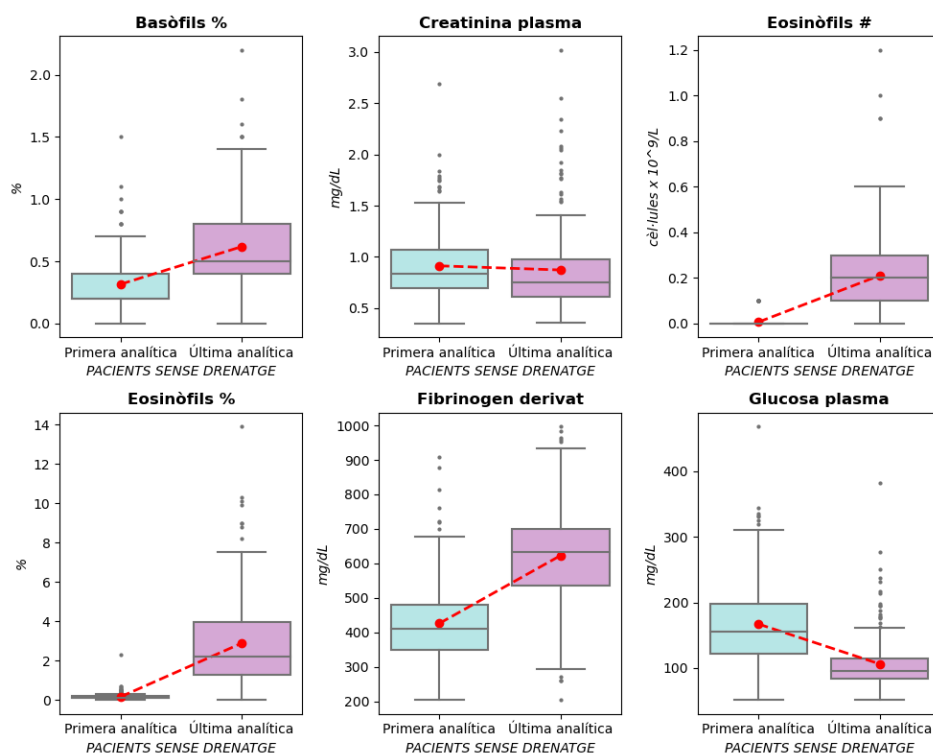 Basòfils %
%
2.0
1.5
1.0
0.5
0.0
Primera analítica Última analítica
PACIENTS SENSE DRENATGE
Creatinina plasma
mg/dL
3.0
2.5
2.0
1.5
1.0
0.5
Primera analítica Última analítica
PACIENTS SENSE DRENATGE
Eosinòfils #
cèl·lules x 10^9/L
1.2
1.0
0.8
0.6
0.4
0.2
0.0
Primera analítica Última analítica
PACIENTS SENSE DRENATGE
Eosinòfils %
%
14
12
10
8
6
4
2
0
Primera analítica Última analítica
PACIENTS SENSE DRENATGE
Fibrinogen derivat
mg/dL
1000
900
800
700
600
500
400
300
200
Primera analítica Última analítica
PACIENTS SENSE DRENATGE
Glucosa plasma
mg/dL
400
300
200
100
Primera analítica Última analítica
PACIENTS SENSE DRENATGE